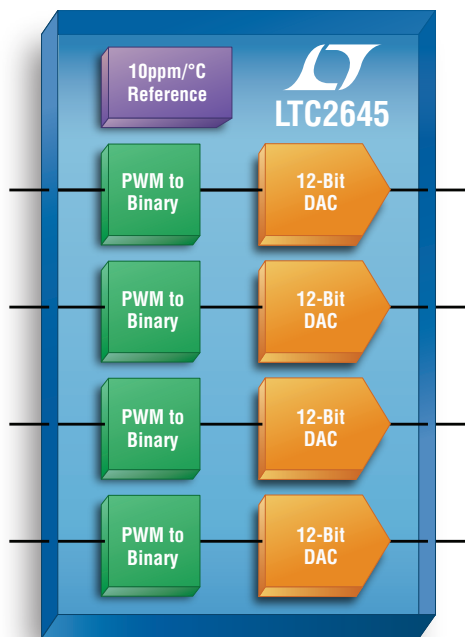 10ppm/°C
Reference
LTC2645
PWM to
Binary
12-Bit
DAC
PWM to
Binary
12-Bit
DAC
PWM to
Binary
12-Bit
DAC
PWM to
Binary
12-Bit
DAC